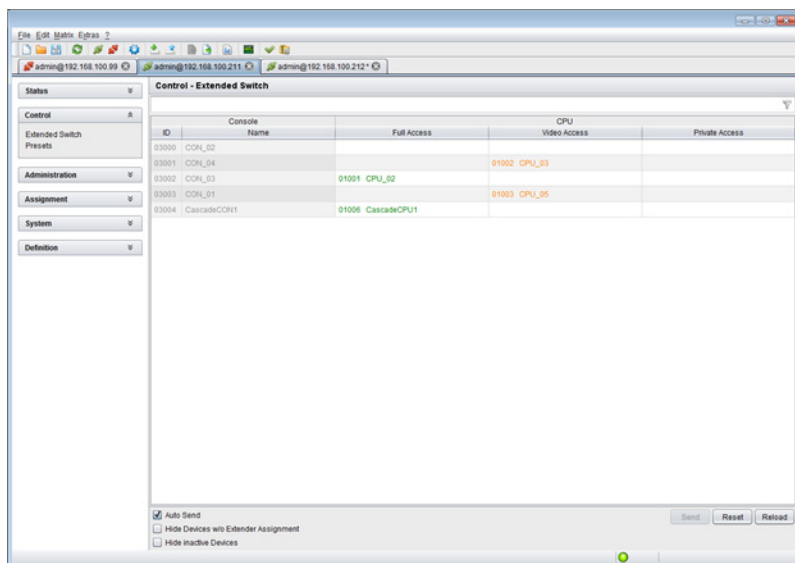 File Edit Matrix Extras ?
admin@192.168.100.99
admin@192.168.100.211
admin@192.168.100.212*
Status
Control
Extended Switch
Presets
Administration
Assignment
System
Definition
Control - Extended Switch
Console CPU
ID Name Full Access Video Access Private Access
03000 CON_02
03001 CON_04 01002 CPU_03
03002 CON_03 01001 CPU_02
03003 CON_01 01003 CPU_05
03004 CascadeCON1 01006 CascadeCPU1
Auto Send
Hide Devices w/o Extender Assignment
Hide inactive Devices
Send Reset Reload